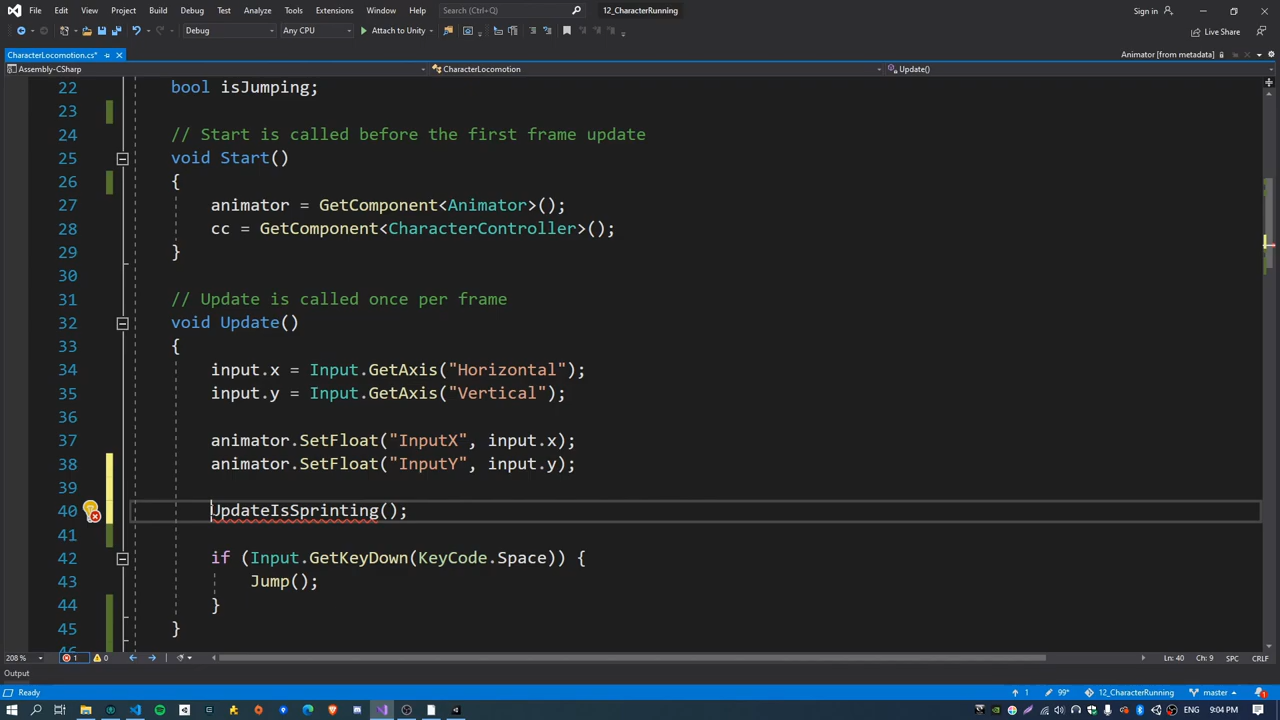 File Edit View Project Build Debug Test Analyze Tools Extensions Window Help Search (Ctrl+Q) 12_CharacterRunning Sign in
Debug Any CPU Attach to Unity Live Share
CharacterLocomotion.cs* Animator [from metadata]
Assembly-CSharp CharacterLocomotion Update()
22 bool isJumping;
23
24 // Start is called before the first frame update
25 void Start()
26 {
27 animator = GetComponent<Animator>();
28 cc = GetComponent<CharacterController>();
29 }
30
31 // Update is called once per frame
32 void Update()
33 {
34 input.x = Input.GetAxis("Horizontal");
35 input.y = Input.GetAxis("Vertical");
36
37 animator.SetFloat("InputX", input.x);
38 animator.SetFloat("InputY", input.y);
39
40 UpdateIsSprinting();
41
42 if (Input.GetKeyDown(KeyCode.Space)) {
43 Jump();
44 }
45 }
208 % 1 0 Ln: 40 Ch: 9 SPC CRLF
Output
Ready 1 99* 12_CharacterRunning master 1
ENG 9:04 PM